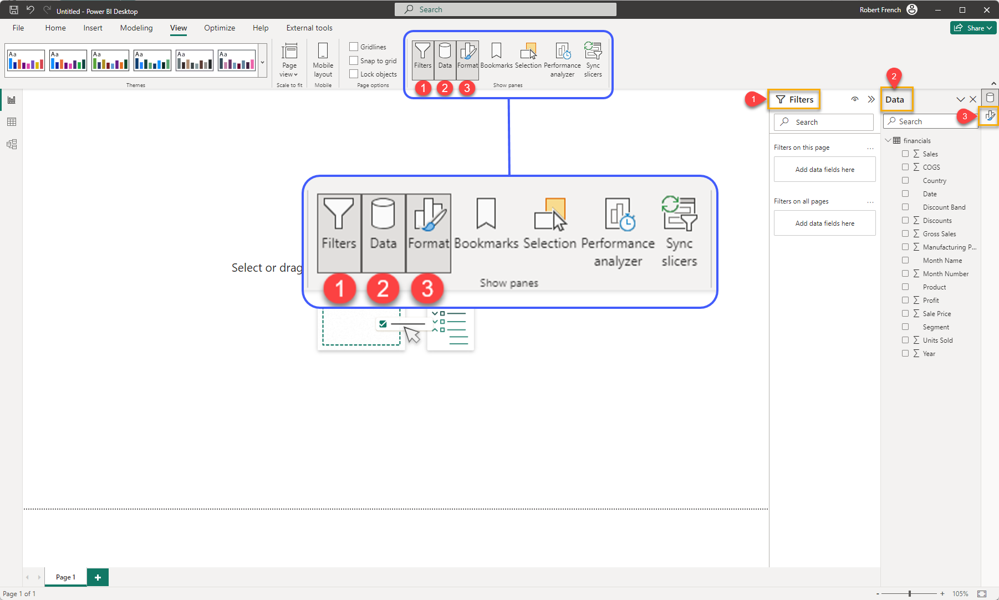 Untitled - Power BI Desktop
Search
Robert French
File
Home
Insert
Modeling
View
Optimize
Help
External tools
Share
Aa
Aa
Aa
Aa
Aa
Aa
Themes
Page
view
Scale to fit
Mobile
layout
Mobile
Gridlines
Snap to grid
Lock objects
Page options
Filters
Data
Format
Bookmarks
Selection
Performance
analyzer
Sync
slicers
Show panes
1
2
3
1
Filters
2
Data
3
Search
Search
Filters on this page
...
Add data fields here
Filters on all pages
...
Add data fields here
financials
Sales
COGS
Country
Date
Discount Band
Discounts
Gross Sales
Manufacturing P...
Month Name
Month Number
Product
Profit
Sale Price
Segment
Units Sold
Year
Select or drag
Filters
Data
Format
Bookmarks
Selection
Performance
analyzer
Sync
slicers
Show panes
1
2
3
Page 1
+
Page 1 of 1
- + 105%